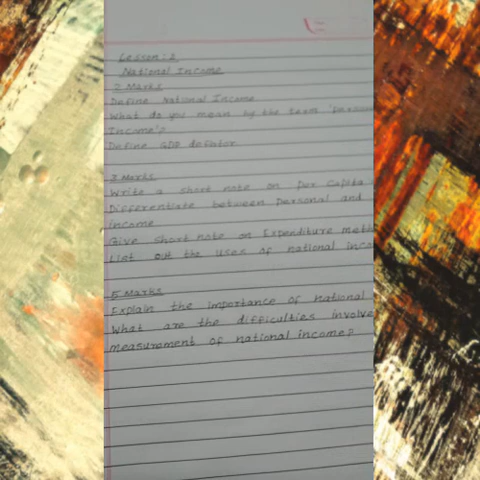 Lesson: 2
National Income
2 Marks
Define National Income
What do you mean by the term 'Person
Income'?
Define GDP deflator.
3 Marks
Write a short note on Per Capita
Differentiate between Personal and
income
Give short note on Expenditure meth
List out the uses of national inco
5 Marks
Explain the importance of national
What are the difficulties involve
measurement of national income?